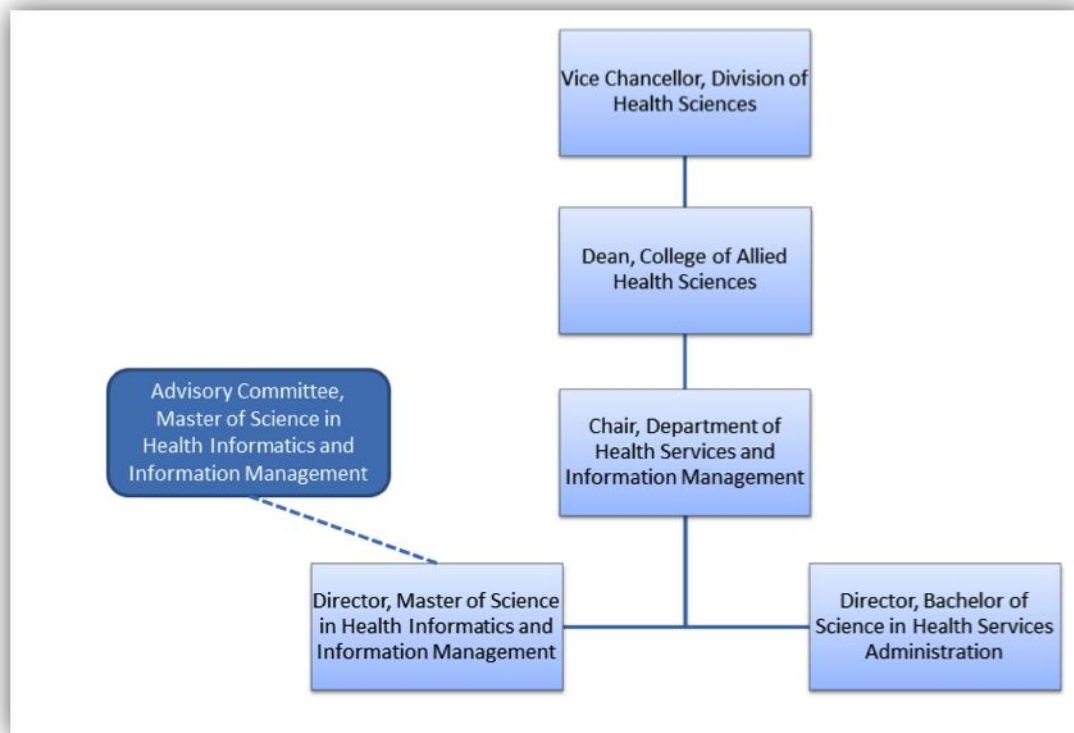 Vice Chancellor, Division of
Health Sciences
Dean, College of Allied
Health Sciences
Advisory Committee,
Master of Science in
Health Informatics and
Information Management
Chair, Department of
Health Services and
Information Management
Director, Master of Science
in Health Informatics and
Information Management
Director, Bachelor of
Science in Health Services
Administration